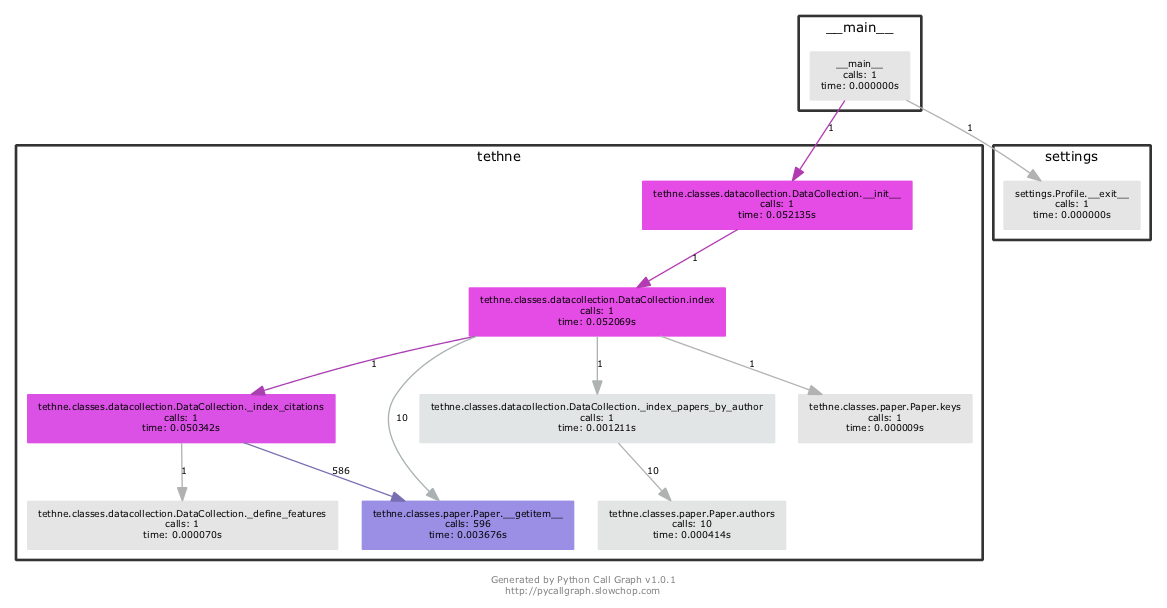 __main__
__main__
calls: 1
time: 0.000000s
1
1
tethne
settings
tethne.classes.datacollection.DataCollection.__init__
calls: 1
time: 0.052135s
settings.Profile.__exit__
calls: 1
time: 0.000000s
1
tethne.classes.datacollection.DataCollection.index
calls: 1
time: 0.052069s
1
10
1
1
tethne.classes.datacollection.DataCollection._index_citations
calls: 1
time: 0.050342s
tethne.classes.datacollection.DataCollection._index_papers_by_author
calls: 1
time: 0.001211s
tethne.classes.paper.Paper.keys
calls: 1
time: 0.000009s
1
586
10
tethne.classes.datacollection.DataCollection._define_features
calls: 1
time: 0.000070s
tethne.classes.paper.Paper.__getitem__
calls: 596
time: 0.003676s
tethne.classes.paper.Paper.authors
calls: 10
time: 0.000414s
Generated by Python Call Graph v1.0.1
http://pycallgraph.slowchop.com